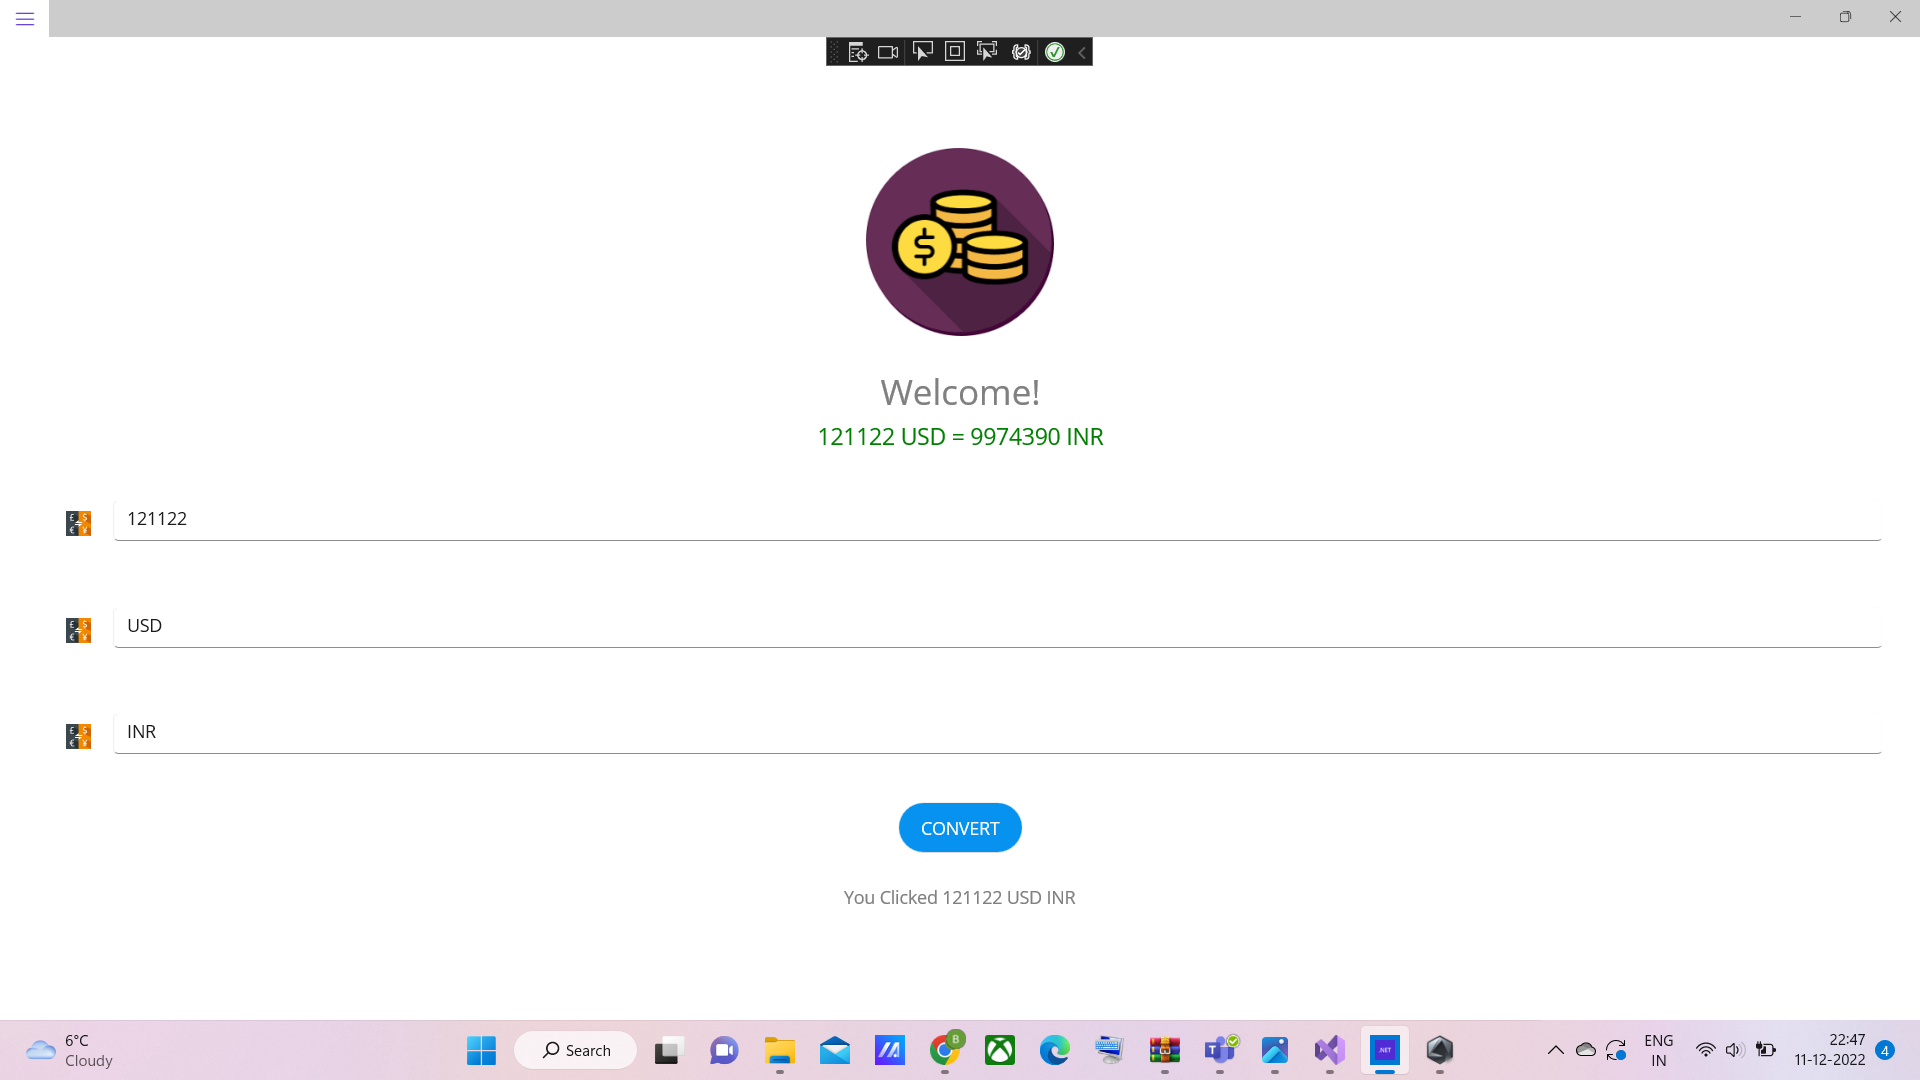 Welcome!
121122 USD = 9974390 INR
121122
USD
INR
CONVERT
You Clicked 121122 USD INR
6°C
Cloudy
Search
B
T
.NET
ENG
IN
22:47
11-12-2022
4